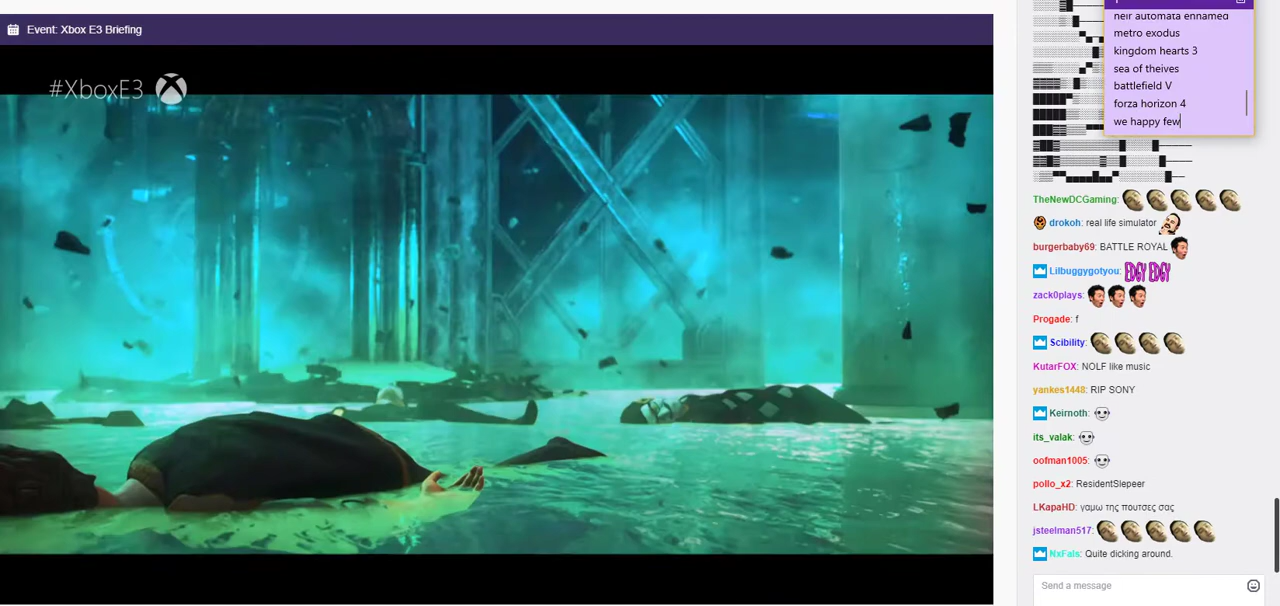 Event: Xbox E3 Briefing
#XboxE3
neir automata ennamed
metro exodus
kingdom hearts 3
sea of theives
battlefield V
forza horizon 4
we happy few
TheNewDCGaming:
drokoh: real life simulator
burgerbaby69: BATTLE ROYAL
Lilbuggygotyou: EDGY EDGY
zack0plays:
Progade: f
Scibility:
KutarFOX: NOLF like music
yankes1448: RIP SONY
Keirnoth:
its_valak:
oofman1005:
pollo_x2: ResidentSlepeer
LKapaHD: γαμω της πουτσες σας
jsteelman517:
NxFals: Quite dicking around.
Send a message